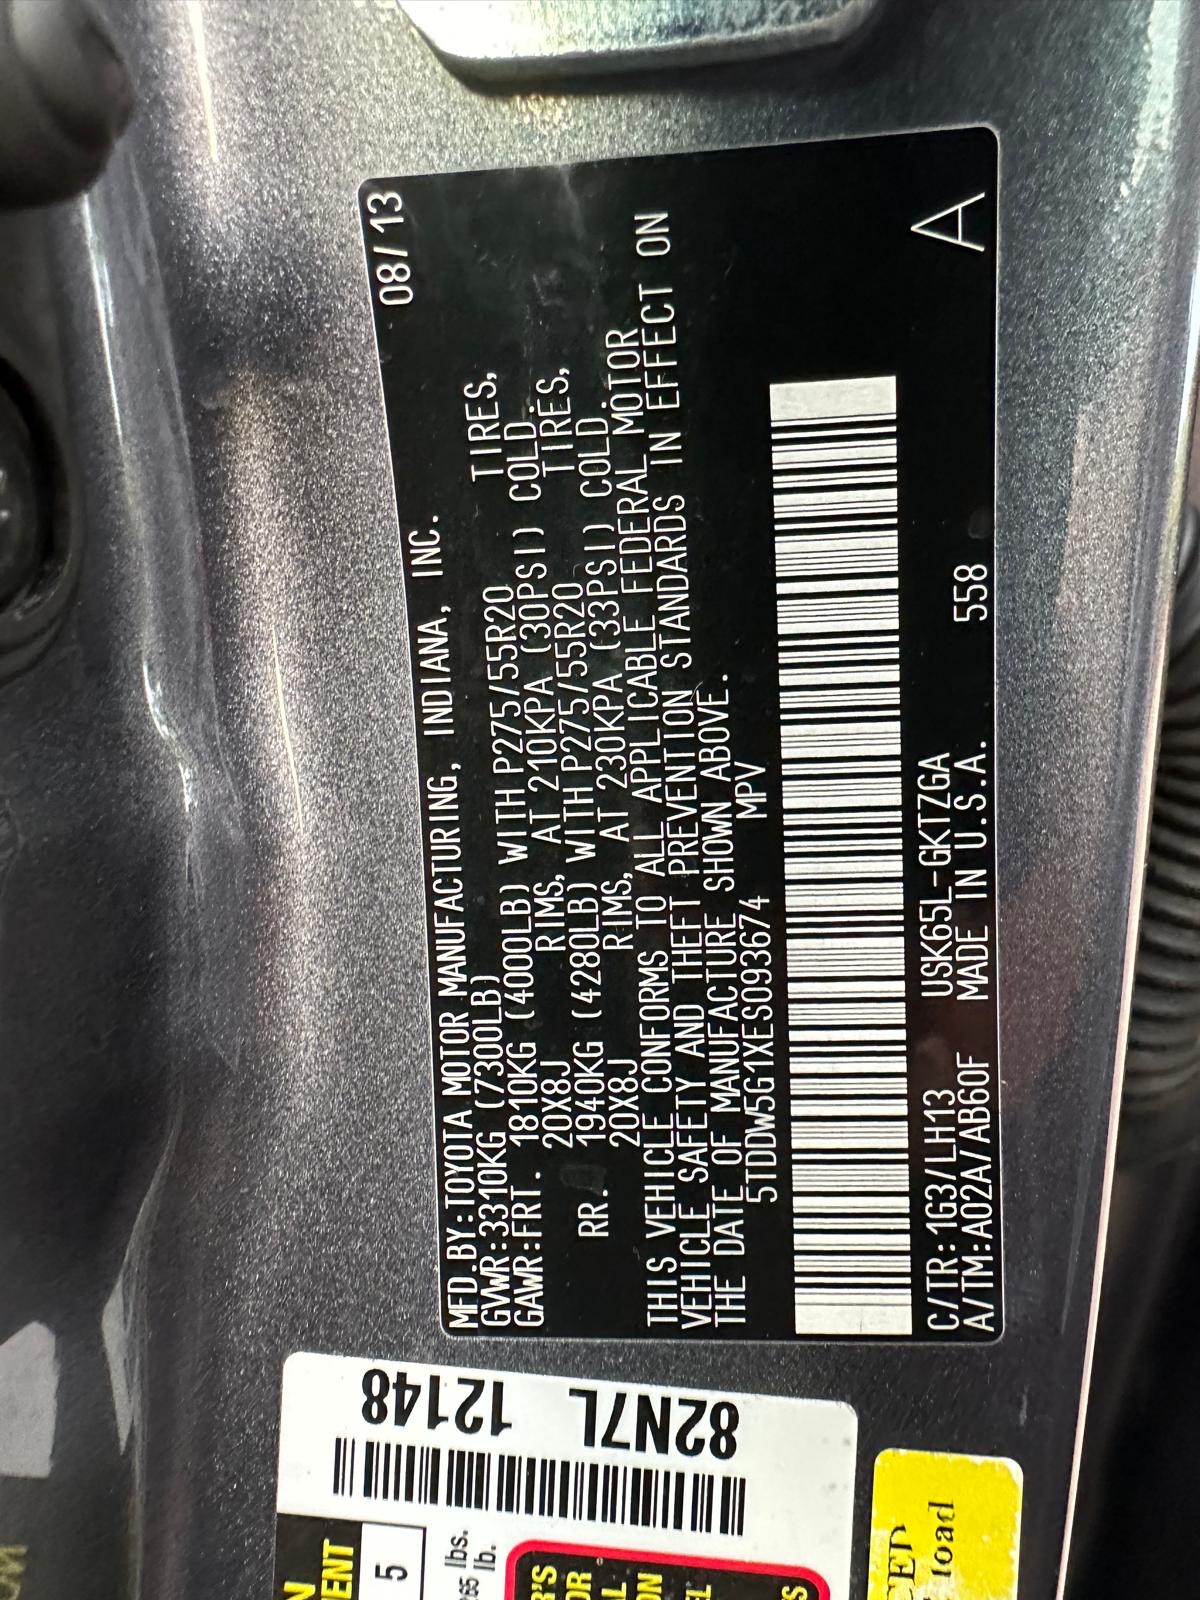 08/13
MFD.BY:TOYOTA MOTOR MANUFACTURING, INDIANA, INC.
GVWR:3310KG (7300LB)
GAWR:FRT. 1810KG (4000LB) WITH P275/55R20 TIRES,
20X8J RIMS, AT 210KPA (30PSI) COLD.
RR. 1940KG (4280LB) WITH P275/55R20 TIRES,
20X8J RIMS, AT 230KPA (33PSI) COLD.
THIS VEHICLE CONFORMS TO ALL APPLICABLE FEDERAL MOTOR
VEHICLE SAFETY AND THEFT PREVENTION STANDARDS IN EFFECT ON
THE DATE OF MANUFACTURE SHOWN ABOVE.
5TDDW5G1XES093674 MPV
C/TR:1G3/LH13 USK65L-GKTZGA
A/TM:A02A/AB60F MADE IN U.S.A. 558
A
82N7L 12148
5
lbs.
lb.
load